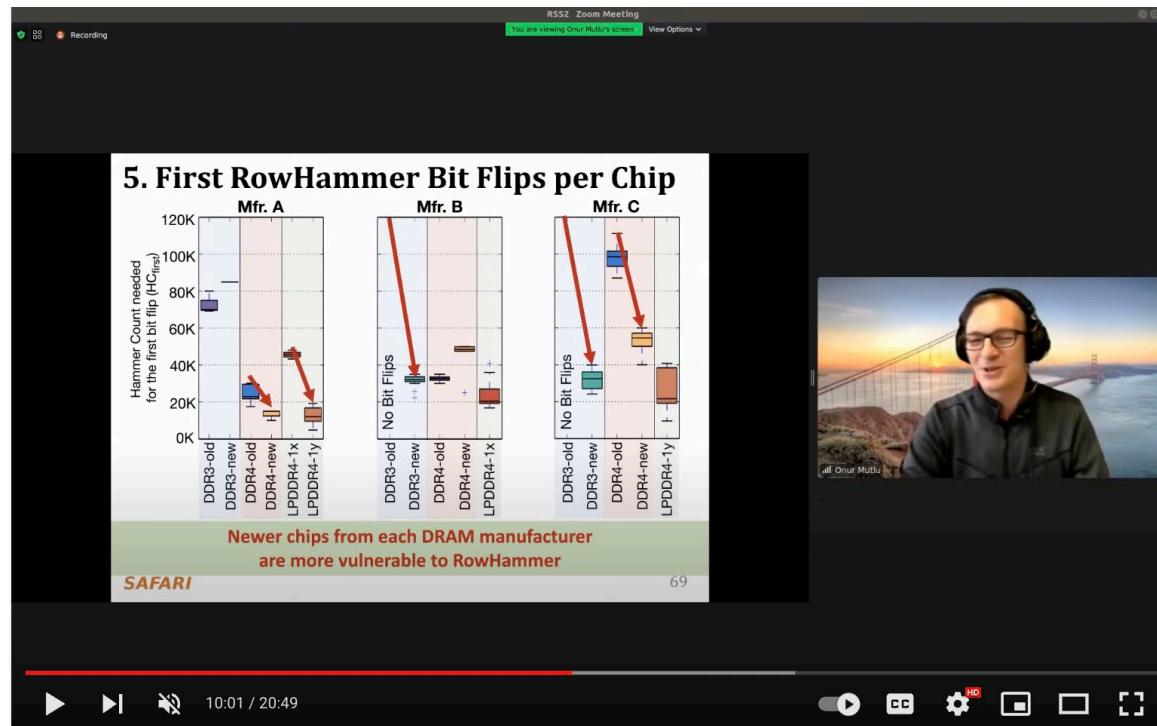 RSS2 Zoom Meeting
Recording
You are viewing Onur Mutlu's screen
View Options
5. First RowHammer Bit Flips per Chip
Mfr. A
Mfr. B
Mfr. C
Hammer Count needed
for the first bit flip (HCfirst)
120K
100K
80K
60K
40K
20K
0K
No Bit Flips
No Bit Flips
DDR3-old
DDR3-new
DDR4-old
DDR4-new
LPDDR4-1x
LPDDR4-1y
DDR3-old
DDR3-new
DDR4-old
DDR4-new
LPDDR4-1x
DDR3-old
DDR3-new
DDR4-old
DDR4-new
LPDDR4-1y
Newer chips from each DRAM manufacturer
are more vulnerable to RowHammer
SAFARI
69
Onur Mutlu
10:01 / 20:49
CC
HD